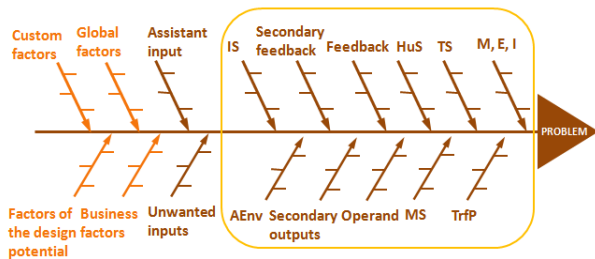 Custom
factors
Global
factors
Assistant
input
IS
Secondary
feedback
Feedback
HuS
TS
M, E, I
PROBLEM
Factors of
the design
potential
Business
factors
Unwanted
inputs
AEnv
Secondary
outputs
Operand
MS
TrfP